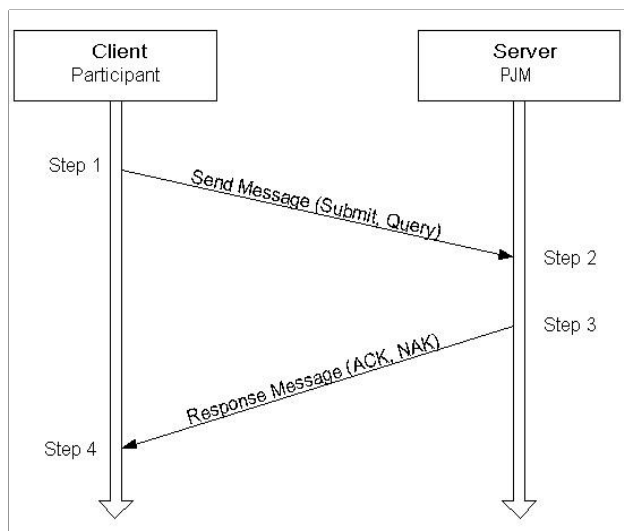 Client
Participant
Server
PJM
Step 1
Send Message (Submit, Query)
Step 2
Step 3
Response Message (ACK, NAK)
Step 4